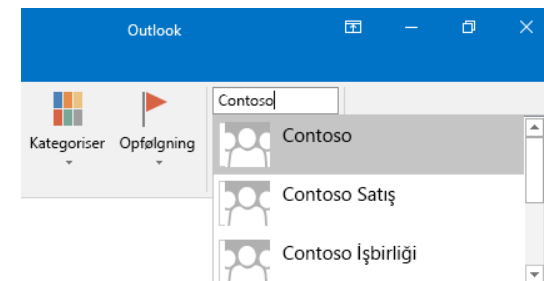 Outlook
Contoso
Kategoriser Opfølgning
Contoso
Contoso Satış
Contoso İşbirliği